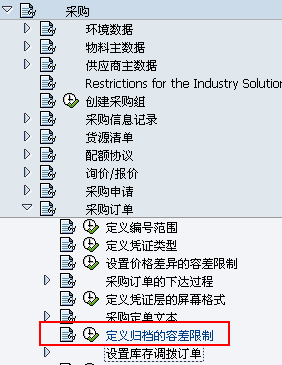 采购
环境数据
物料主数据
供应商主数据
Restrictions for the Industry Solution
创建采购组
采购信息记录
货源清单
配额协议
询价/报价
采购申请
采购订单
定义编号范围
定义凭证类型
设置价格差异的容差限制
采购订单的下达过程
定义凭证层的屏幕格式
采购定单文本
定义归档的容差限制
设置库存调拨订单